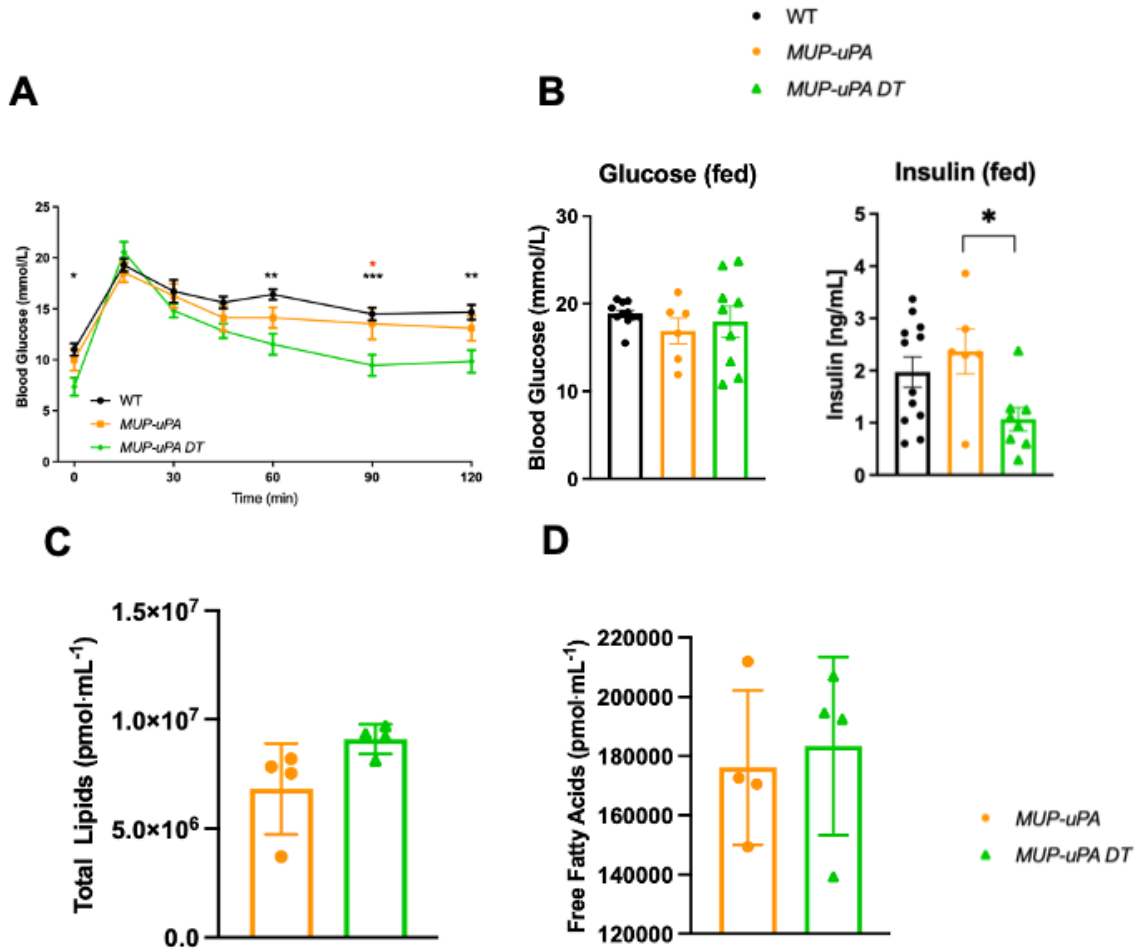 WT
MUP-uPA
MUP-uPA DT
A
B
25
20
15
10
5
0
Blood Glucose (mmol/L)
*
**
*
***
**
WT
MUP-uPA
MUP-uPA DT
0
30
60
90
120
Time (min)
Glucose (fed)
30
20
10
0
Blood Glucose (mmol/L)
Insulin (fed)
*
5
4
3
2
1
0
Insulin [ng/mL]
C
D
1.5×10⁷
1.0×10⁷
5.0×10⁶
0.0
Total Lipids (pmol·mL⁻¹)
220000
200000
180000
160000
140000
120000
Free Fatty Acids (pmol·mL⁻¹)
MUP-uPA
MUP-uPA DT